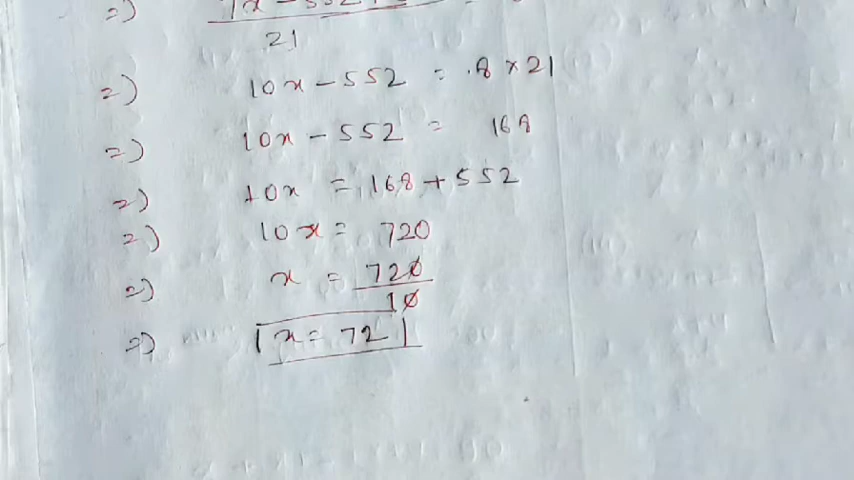 =)
21
=) 10x - 552 = 8 × 21
=) 10x - 552 = 168
=) 10x = 168 + 552
=) 10x = 720
=) x = 720
10
=) x = 72